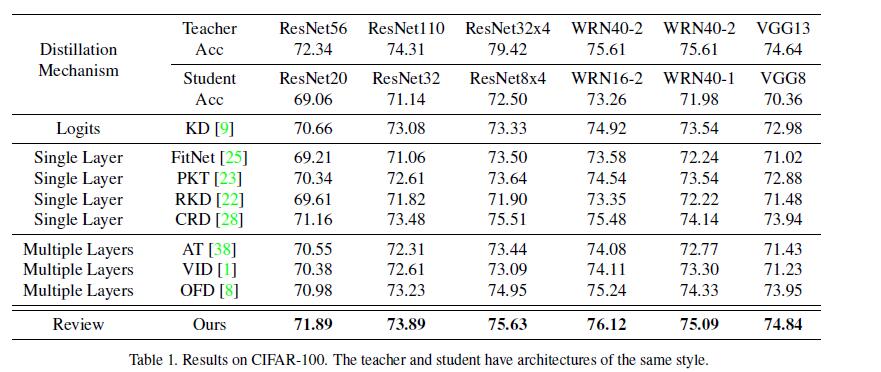 Distillation Mechanism Teacher ResNet56 ResNet110 ResNet32x4 WRN40-2 WRN40-2 VGG13
Acc 72.34 74.31 79.42 75.61 75.61 74.64
Student ResNet20 ResNet32 ResNet8x4 WRN16-2 WRN40-1 VGG8
Acc 69.06 71.14 72.50 73.26 71.98 70.36
Logits KD [9] 70.66 73.08 73.33 74.92 73.54 72.98
Single Layer FitNet [25] 69.21 71.06 73.50 73.58 72.24 71.02
Single Layer PKT [23] 70.34 72.61 73.64 74.54 73.54 72.88
Single Layer RKD [22] 69.61 71.82 71.90 73.35 72.22 71.48
Single Layer CRD [28] 71.16 73.48 75.51 75.48 74.14 73.94
Multiple Layers AT [38] 70.55 72.31 73.44 74.08 72.77 71.43
Multiple Layers VID [1] 70.38 72.61 73.09 74.11 73.30 71.23
Multiple Layers OFD [8] 70.98 73.23 74.95 75.24 74.33 73.95
Review Ours 71.89 73.89 75.63 76.12 75.09 74.84
Table 1. Results on CIFAR-100. The teacher and student have architectures of the same style.